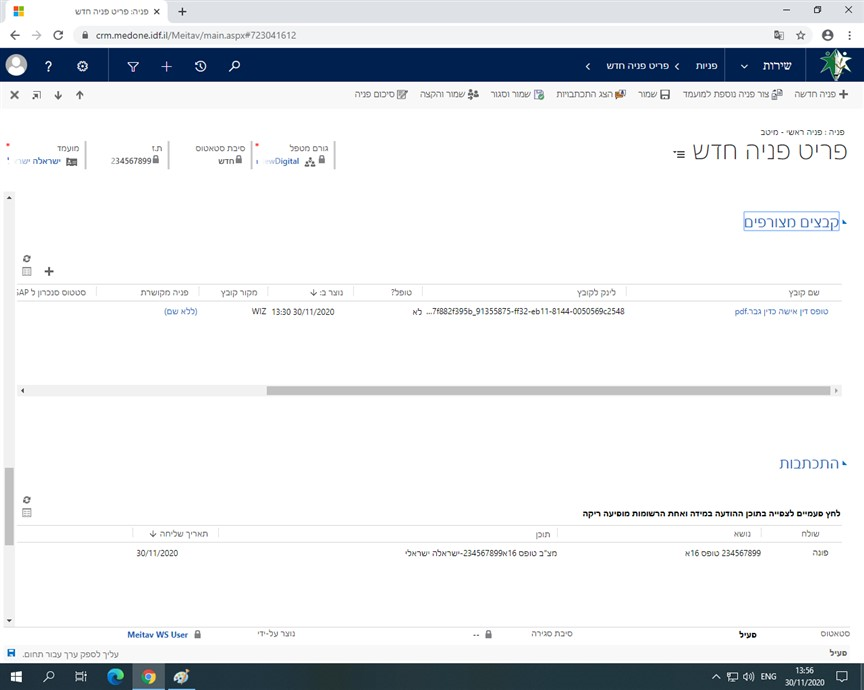 פניה: פריט פניה חדש
crm.medone.idf.il/Meitav/main.aspx#723041612
שירות
פניות
פריט פניה חדש
פניה חדשה
צור פניה נוספת למועמד
שמור
הצג התכתבויות
שמור וסגור
שמור והקצה
סיכום פניה
פניה : פניה ראשי - מיטב
פריט פניה חדש
גורם מטפל
סיבת סטאטוס
ת.ז
מועמד
ewDigital
חדש
234567899
ישראלה ישר
קבצים מצורפים
שם קובץ
לינק לקובץ
טופל?
נוצר ב:
מקור קובץ
פניה מקושרת
סטטוס סנכרון ל SAP
טופס דין אישה כדין גבר.pdf
7f882f395b_91355875-ff32-eb11-8144-0050569c2548...
לא
30/11/2020 13:30
WIZ
(ללא שם)
התכתבות
לחץ פעמיים לצפייה בתוכן ההודעה במידה ואחת הרשומות מופיעה ריקה
שולח
נושא
תוכן
תאריך שליחה
פונה
234567899 טופס 16א
מצ"ב טופס 16א234567899-ישראלה ישראלי
30/11/2020
סטאטוס
פעיל
סיבת סגירה
--
נוצר על-ידי
Meitav WS User
פעיל
עליך לספק ערך עבור תחום.
ENG
13:56
30/11/2020